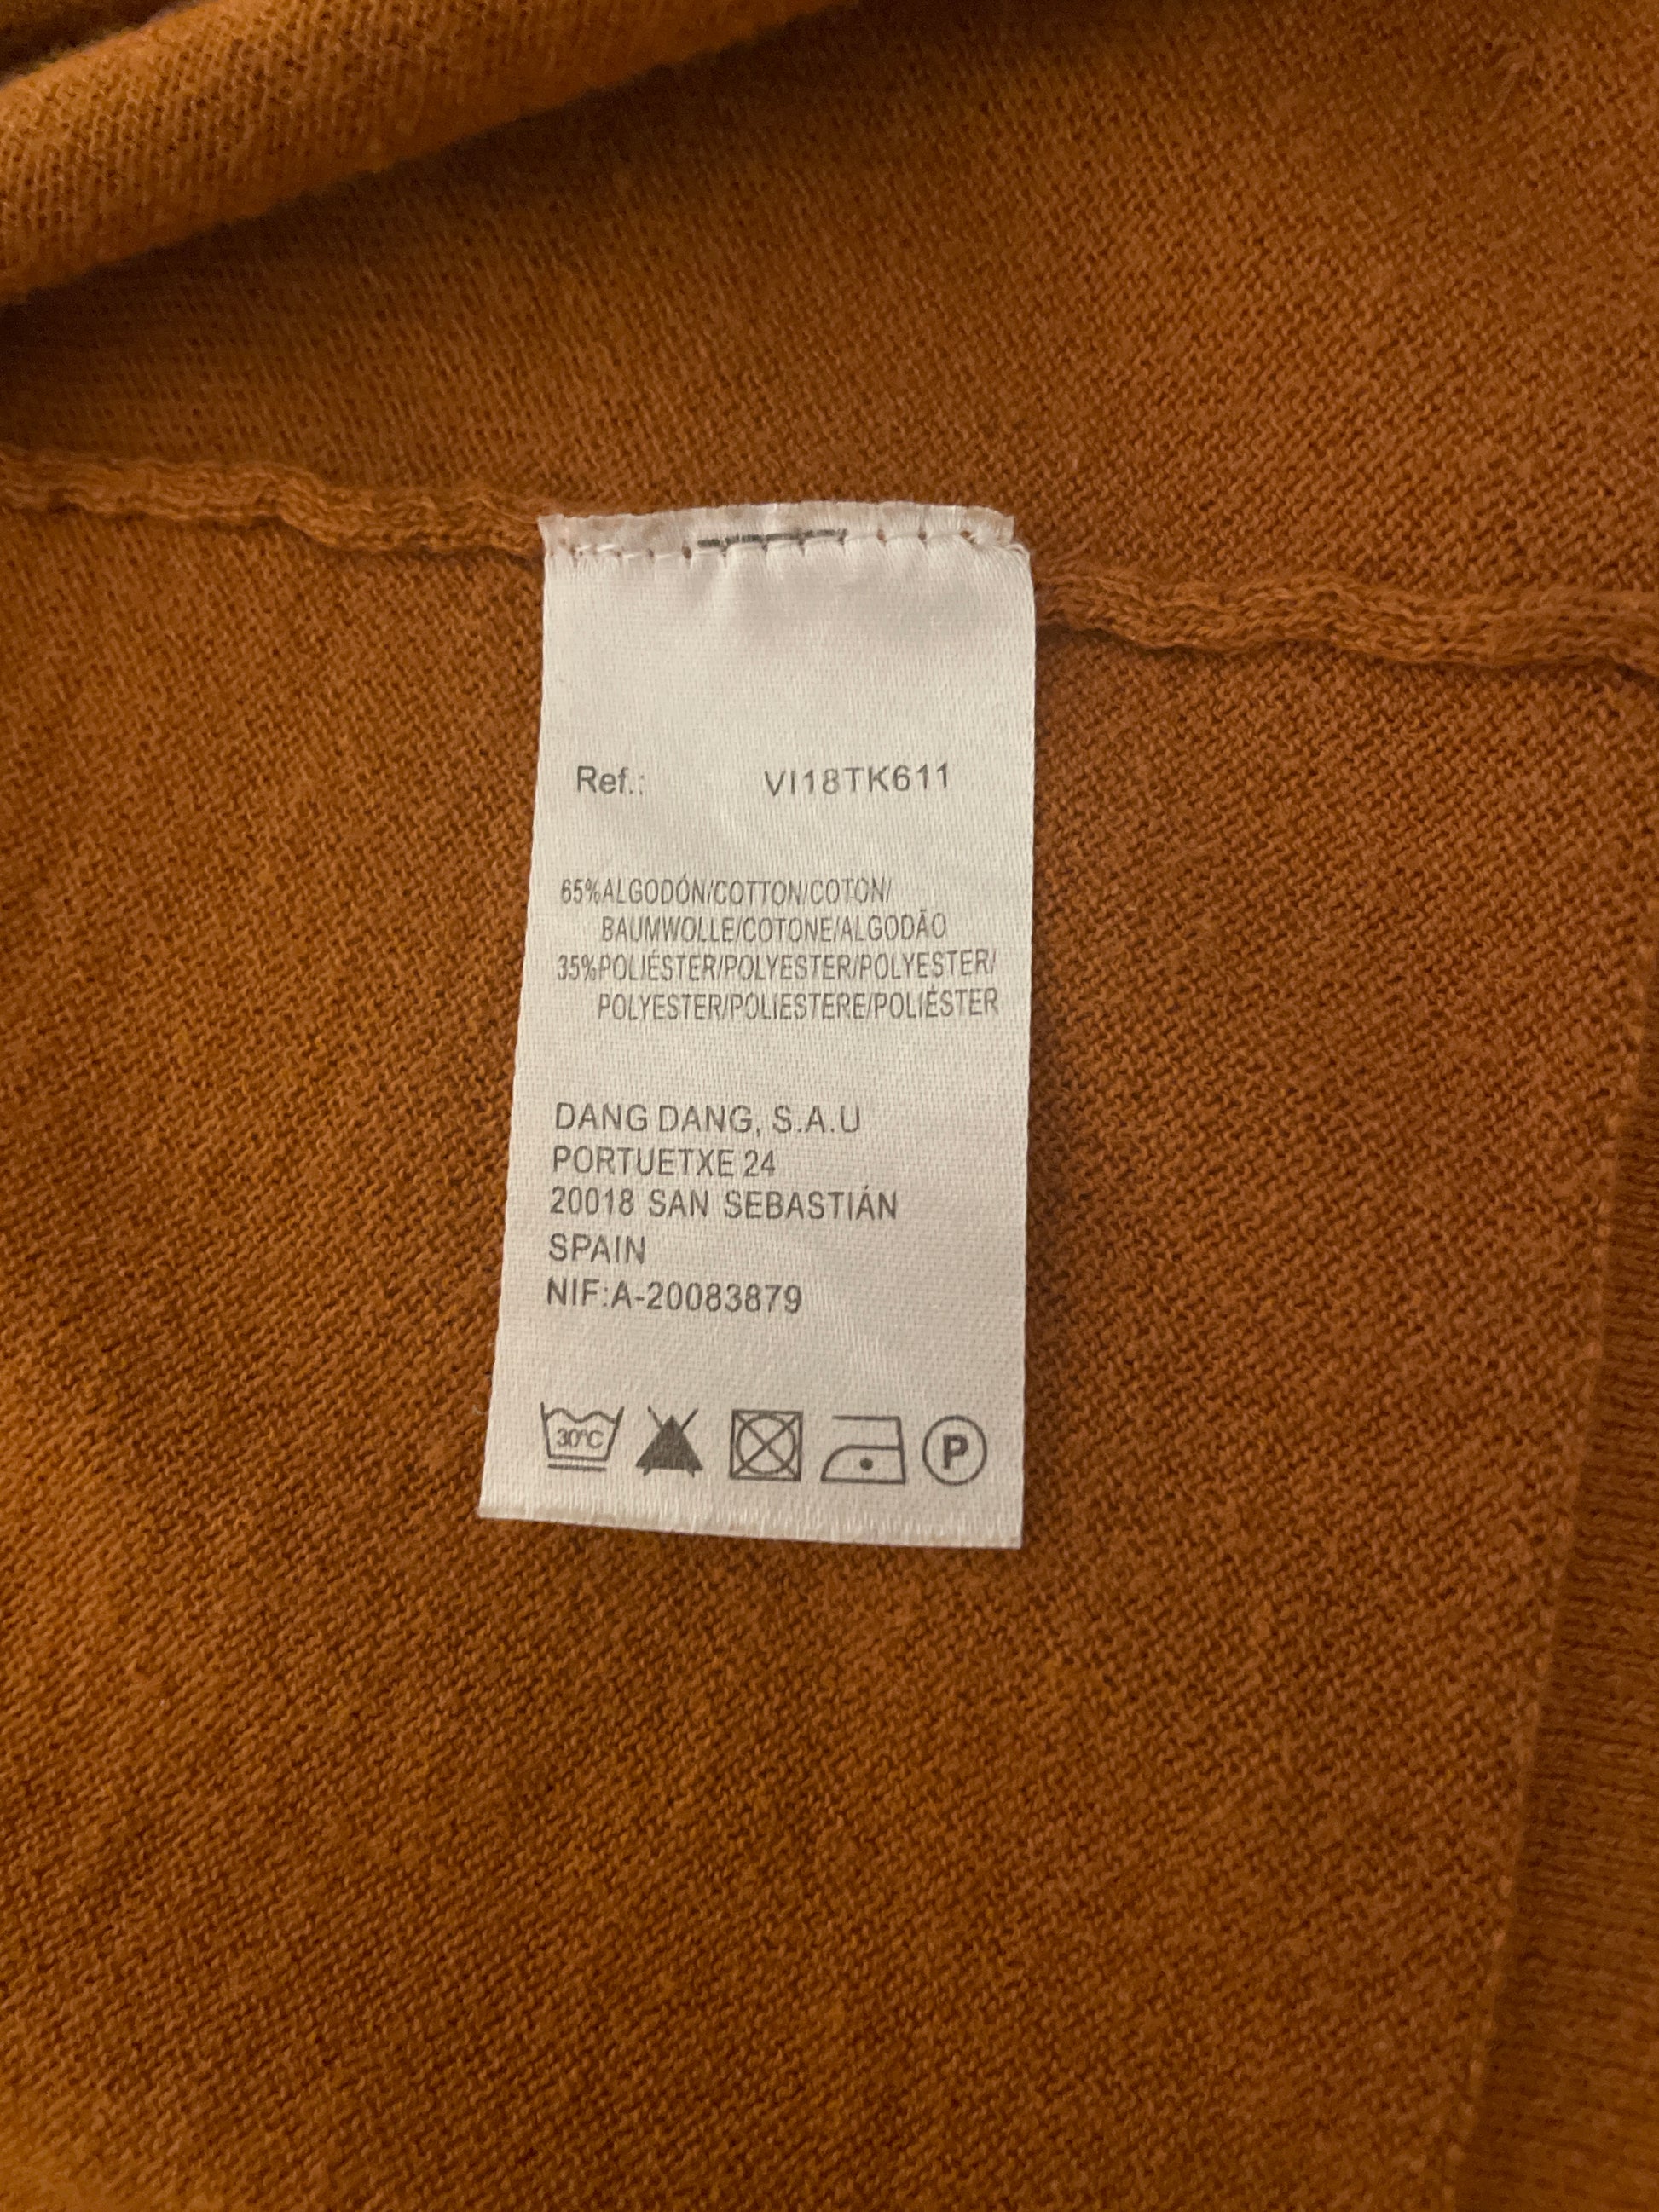 Ref.: VI18TK611
65%ALGODÓN/COTTON/COTON/
BAUMWOLLE/COTONE/ALGODÃO
35%POLIÉSTER/POLYESTER/POLYESTER/
POLYESTER/POLIESTERE/POLIÉSTER
DANG DANG, S.A.U
PORTUETXE 24
20018 SAN SEBASTIÁN
SPAIN
NIF:A-20083879
30°C P